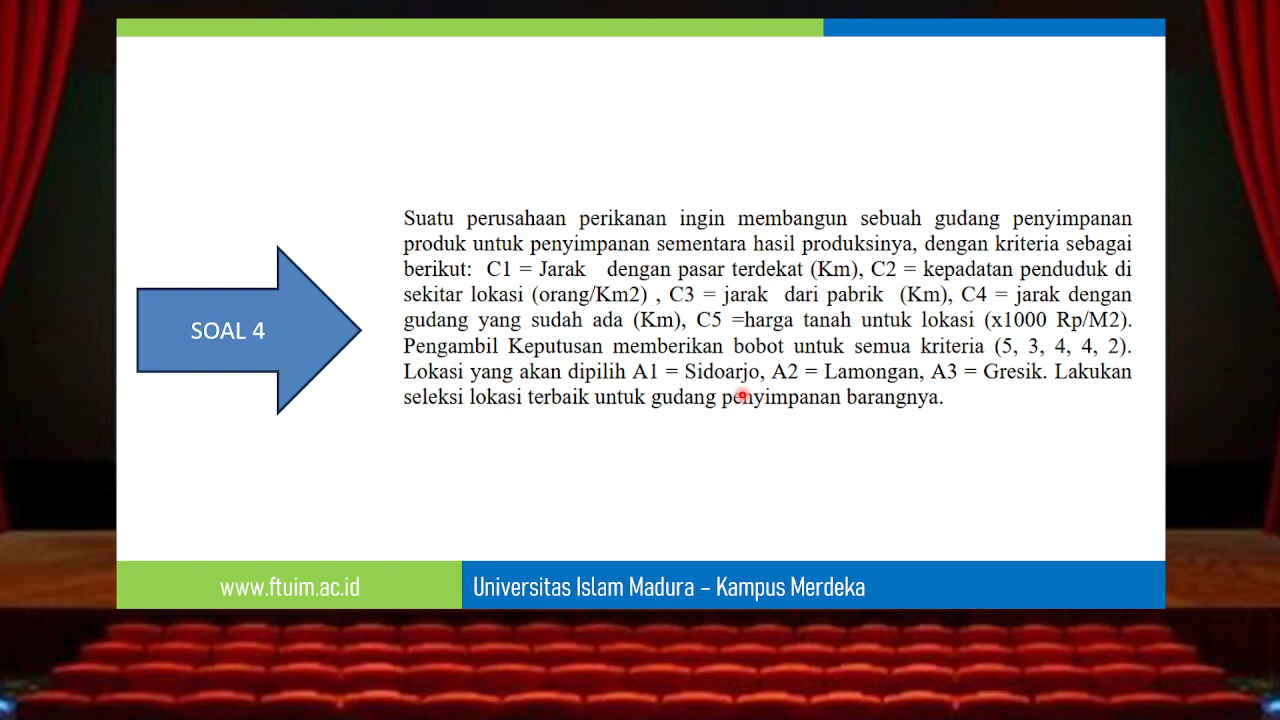 SOAL 4
Suatu perusahaan perikanan ingin membangun sebuah gudang penyimpanan
produk untuk penyimpanan sementara hasil produksinya, dengan kriteria sebagai
berikut: C1 = Jarak dengan pasar terdekat (Km), C2 = kepadatan penduduk di
sekitar lokasi (orang/Km2) , C3 = jarak dari pabrik (Km), C4 = jarak dengan
gudang yang sudah ada (Km), C5 =harga tanah untuk lokasi (x1000 Rp/M2).
Pengambil Keputusan memberikan bobot untuk semua kriteria (5, 3, 4, 4, 2).
Lokasi yang akan dipilih A1 = Sidoarjo, A2 = Lamongan, A3 = Gresik. Lakukan
seleksi lokasi terbaik untuk gudang penyimpanan barangnya.
www.ftuim.ac.id
Universitas Islam Madura – Kampus Merdeka